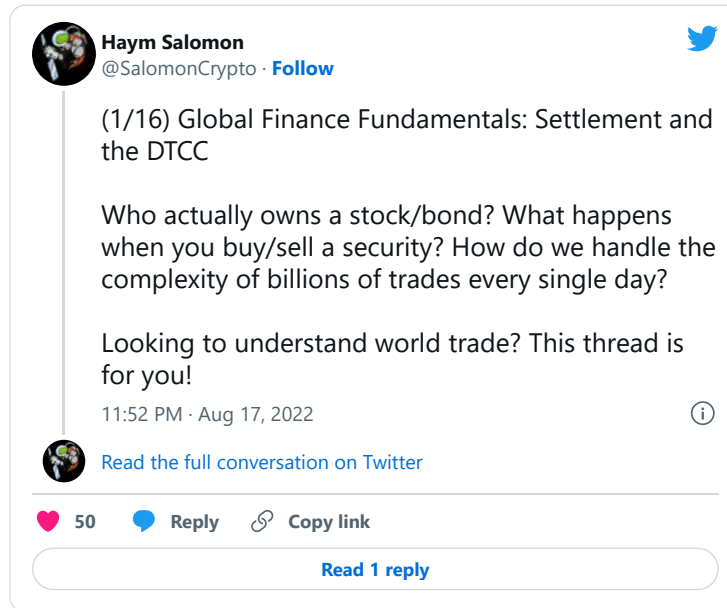 Haym Salomon
@SalomonCrypto · Follow
(1/16) Global Finance Fundamentals: Settlement and
the DTCC
Who actually owns a stock/bond? What happens
when you buy/sell a security? How do we handle the
complexity of billions of trades every single day?
Looking to understand world trade? This thread is
for you!
11:52 PM · Aug 17, 2022
Read the full conversation on Twitter
50 Reply Copy link
Read 1 reply